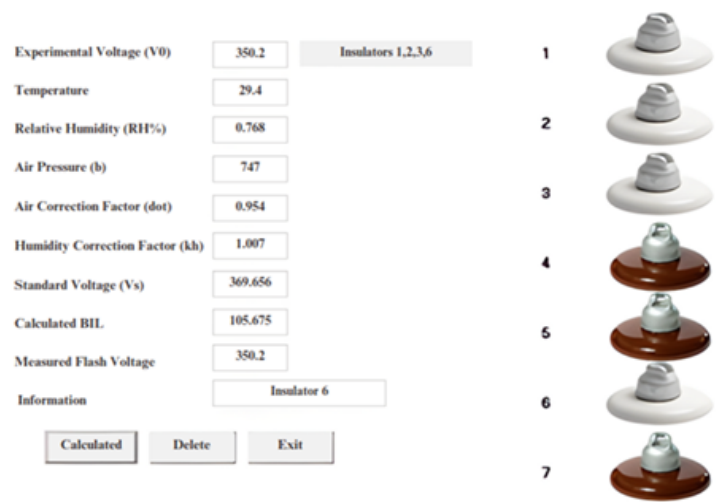 Experimental Voltage (V0) 350.2 Insulators 1,2,3,6
Temperature 29.4
Relative Humidity (RH%) 0.768
Air Pressure (b) 747
Air Correction Factor (dot) 0.954
Humidity Correction Factor (kh) 1.007
Standard Voltage (Vs) 369.656
Calculated BIL 105.675
Measured Flash Voltage 350.2
Information Insulator 6
Calculated Delete Exit
1
2
3
4
5
6
7